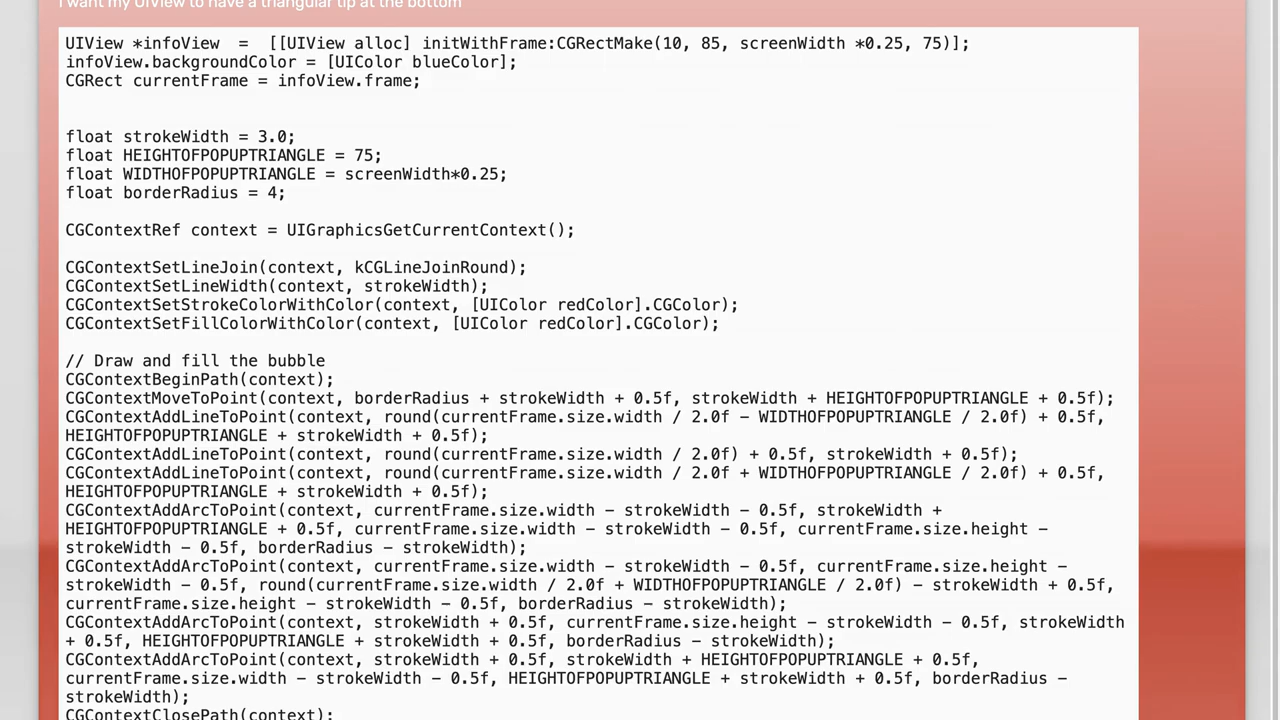 I want my UIView to have a triangular tip at the bottom
UIView *infoView  =  [[UIView alloc] initWithFrame:CGRectMake(10, 85, screenWidth *0.25, 75)];
infoView.backgroundColor = [UIColor blueColor];
CGRect currentFrame = infoView.frame;
float strokeWidth = 3.0;
float HEIGHTOFPOPUPTRIANGLE = 75;
float WIDTHOFPOPUPTRIANGLE = screenWidth*0.25;
float borderRadius = 4;
CGContextRef context = UIGraphicsGetCurrentContext();
CGContextSetLineJoin(context, kCGLineJoinRound);
CGContextSetLineWidth(context, strokeWidth);
CGContextSetStrokeColorWithColor(context, [UIColor redColor].CGColor);
CGContextSetFillColorWithColor(context, [UIColor redColor].CGColor);
// Draw and fill the bubble
CGContextBeginPath(context);
CGContextMoveToPoint(context, borderRadius + strokeWidth + 0.5f, strokeWidth + HEIGHTOFPOPUPTRIANGLE + 0.5f);
CGContextAddLineToPoint(context, round(currentFrame.size.width / 2.0f - WIDTHOFPOPUPTRIANGLE / 2.0f) + 0.5f,
HEIGHTOFPOPUPTRIANGLE + strokeWidth + 0.5f);
CGContextAddLineToPoint(context, round(currentFrame.size.width / 2.0f) + 0.5f, strokeWidth + 0.5f);
CGContextAddLineToPoint(context, round(currentFrame.size.width / 2.0f + WIDTHOFPOPUPTRIANGLE / 2.0f) + 0.5f,
HEIGHTOFPOPUPTRIANGLE + strokeWidth + 0.5f);
CGContextAddArcToPoint(context, currentFrame.size.width - strokeWidth - 0.5f, strokeWidth +
HEIGHTOFPOPUPTRIANGLE + 0.5f, currentFrame.size.width - strokeWidth - 0.5f, currentFrame.size.height -
strokeWidth - 0.5f, borderRadius - strokeWidth);
CGContextAddArcToPoint(context, currentFrame.size.width - strokeWidth - 0.5f, currentFrame.size.height -
strokeWidth - 0.5f, round(currentFrame.size.width / 2.0f + WIDTHOFPOPUPTRIANGLE / 2.0f) - strokeWidth + 0.5f,
currentFrame.size.height - strokeWidth - 0.5f, borderRadius - strokeWidth);
CGContextAddArcToPoint(context, strokeWidth + 0.5f, currentFrame.size.height - strokeWidth - 0.5f, strokeWidth
+ 0.5f, HEIGHTOFPOPUPTRIANGLE + strokeWidth + 0.5f, borderRadius - strokeWidth);
CGContextAddArcToPoint(context, strokeWidth + 0.5f, strokeWidth + HEIGHTOFPOPUPTRIANGLE + 0.5f,
currentFrame.size.width - strokeWidth - 0.5f, HEIGHTOFPOPUPTRIANGLE + strokeWidth + 0.5f, borderRadius -
strokeWidth);
CGContextClosePath(context);